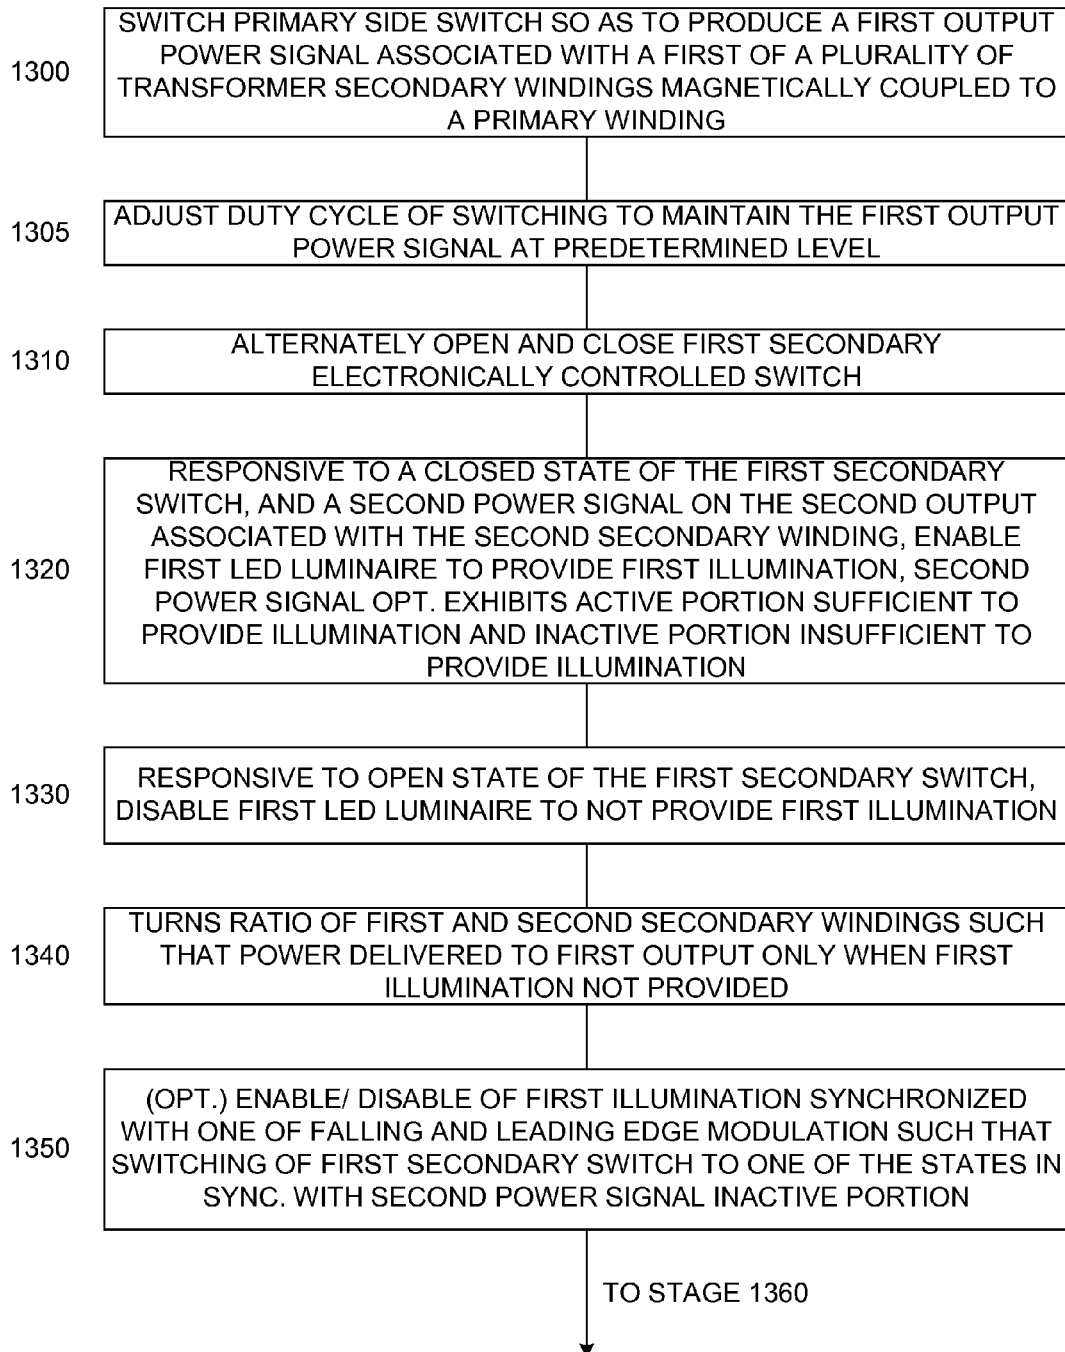 1300
SWITCH PRIMARY SIDE SWITCH SO AS TO PRODUCE A FIRST OUTPUT
POWER SIGNAL ASSOCIATED WITH A FIRST OF A PLURALITY OF
TRANSFORMER SECONDARY WINDINGS MAGNETICALLY COUPLED TO
A PRIMARY WINDING
1305
ADJUST DUTY CYCLE OF SWITCHING TO MAINTAIN THE FIRST OUTPUT
POWER SIGNAL AT PREDETERMINED LEVEL
1310
ALTERNATELY OPEN AND CLOSE FIRST SECONDARY
ELECTRONICALLY CONTROLLED SWITCH
1320
RESPONSIVE TO A CLOSED STATE OF THE FIRST SECONDARY
SWITCH, AND A SECOND POWER SIGNAL ON THE SECOND OUTPUT
ASSOCIATED WITH THE SECOND SECONDARY WINDING, ENABLE
FIRST LED LUMINAIRE TO PROVIDE FIRST ILLUMINATION, SECOND
POWER SIGNAL OPT. EXHIBITS ACTIVE PORTION SUFFICIENT TO
PROVIDE ILLUMINATION AND INACTIVE PORTION INSUFFICIENT TO
PROVIDE ILLUMINATION
1330
RESPONSIVE TO OPEN STATE OF THE FIRST SECONDARY SWITCH,
DISABLE FIRST LED LUMINAIRE TO NOT PROVIDE FIRST ILLUMINATION
1340
TURNS RATIO OF FIRST AND SECOND SECONDARY WINDINGS SUCH
THAT POWER DELIVERED TO FIRST OUTPUT ONLY WHEN FIRST
ILLUMINATION NOT PROVIDED
1350
(OPT.) ENABLE/ DISABLE OF FIRST ILLUMINATION SYNCHRONIZED
WITH ONE OF FALLING AND LEADING EDGE MODULATION SUCH THAT
SWITCHING OF FIRST SECONDARY SWITCH TO ONE OF THE STATES IN
SYNC. WITH SECOND POWER SIGNAL INACTIVE PORTION
TO STAGE 1360